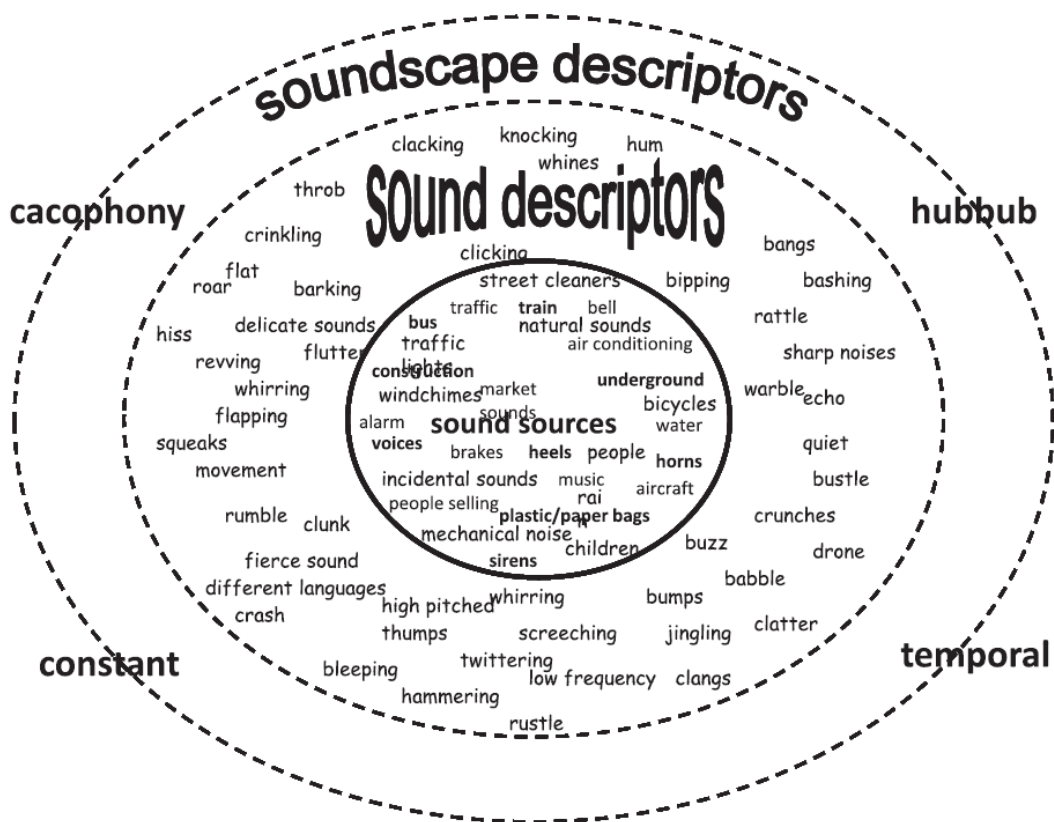 soundscape descriptors
knocking
clacking
hum
whines
sound descriptors
throb
cacophony
hubbub
crinkling
bangs
clicking
flat
street cleaners
bipping
bashing
roar
barking
traffic
train
bell
rattle
bus
natural sounds
delicate sounds
hiss
traffic
lights
air conditioning
flutter
sharp noises
revving
construction
underground
whirring
windchimes
market
sounds
warble
echo
bicycles
flapping
alarm
sound sources
water
squeaks
voices
quiet
brakes
heels
people
horns
movement
incidental sounds
music
bustle
aircraft
rai
n
people selling
rumble
plastic/paper bags
crunches
clunk
mechanical noise
buzz
children
drone
fierce sound
sirens
babble
different languages
whirring
bumps
high pitched
crash
clatter
thumps
screeching
jingling
constant
temporal
twittering
bleeping
low frequency
clangs
hammering
rustle